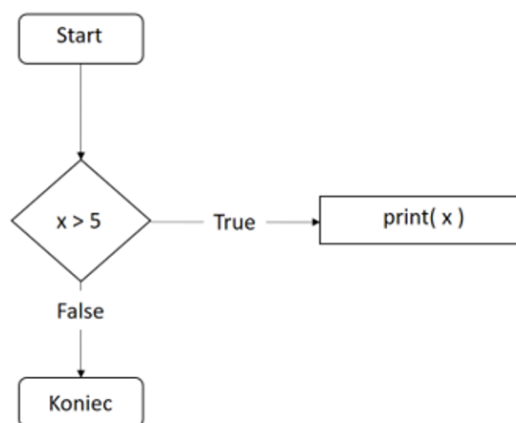 Start
x > 5
True
print( x )
False
Koniec